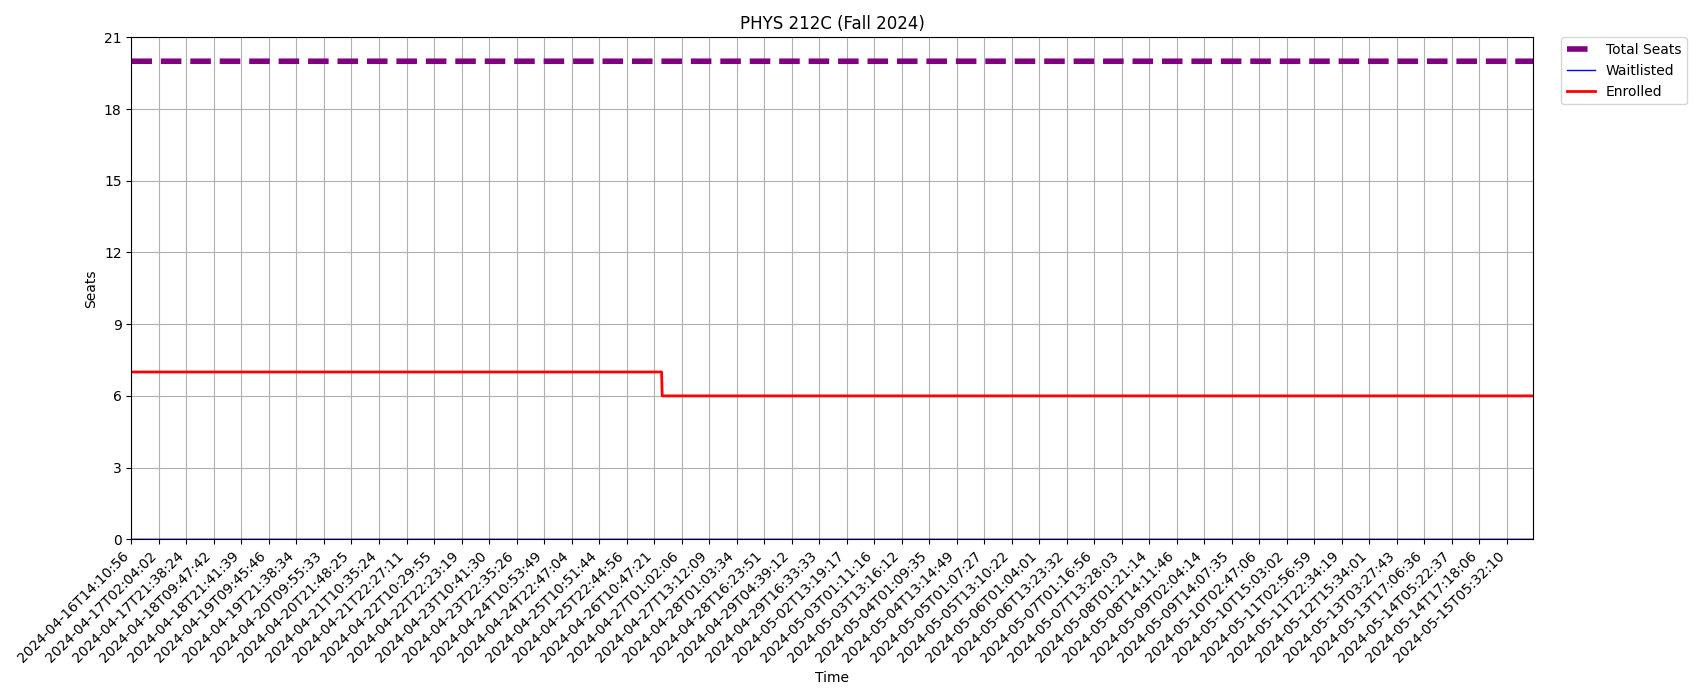 PHYS 212C (Fall 2024)
Total Seats
Waitlisted
Enrolled
21
18
15
12
9
6
3
0
Seats
2024-04-16T14:10:56
2024-04-17T02:04:02
2024-04-17T21:38:24
2024-04-18T09:47:42
2024-04-18T21:41:39
2024-04-19T09:45:46
2024-04-19T21:38:34
2024-04-20T09:55:33
2024-04-20T21:48:25
2024-04-21T10:35:24
2024-04-21T22:27:11
2024-04-22T10:29:55
2024-04-22T22:23:19
2024-04-23T10:41:30
2024-04-23T22:35:26
2024-04-24T10:53:49
2024-04-24T22:47:04
2024-04-25T10:51:44
2024-04-25T22:44:56
2024-04-26T10:47:21
2024-04-27T01:02:06
2024-04-27T13:12:09
2024-04-28T01:03:34
2024-04-28T16:23:51
2024-04-29T04:39:12
2024-04-29T16:33:33
2024-05-02T13:19:17
2024-05-03T01:11:16
2024-05-03T13:16:12
2024-05-04T01:09:35
2024-05-04T13:14:49
2024-05-05T01:07:27
2024-05-05T13:10:22
2024-05-06T01:04:01
2024-05-06T13:23:32
2024-05-07T01:16:56
2024-05-07T13:28:03
2024-05-08T01:21:14
2024-05-08T14:11:46
2024-05-09T02:04:14
2024-05-09T14:07:35
2024-05-10T02:47:06
2024-05-10T15:03:02
2024-05-11T02:56:59
2024-05-11T22:34:19
2024-05-12T15:34:01
2024-05-13T03:27:43
2024-05-13T17:06:36
2024-05-14T05:22:37
2024-05-14T17:18:06
2024-05-15T05:32:10
Time